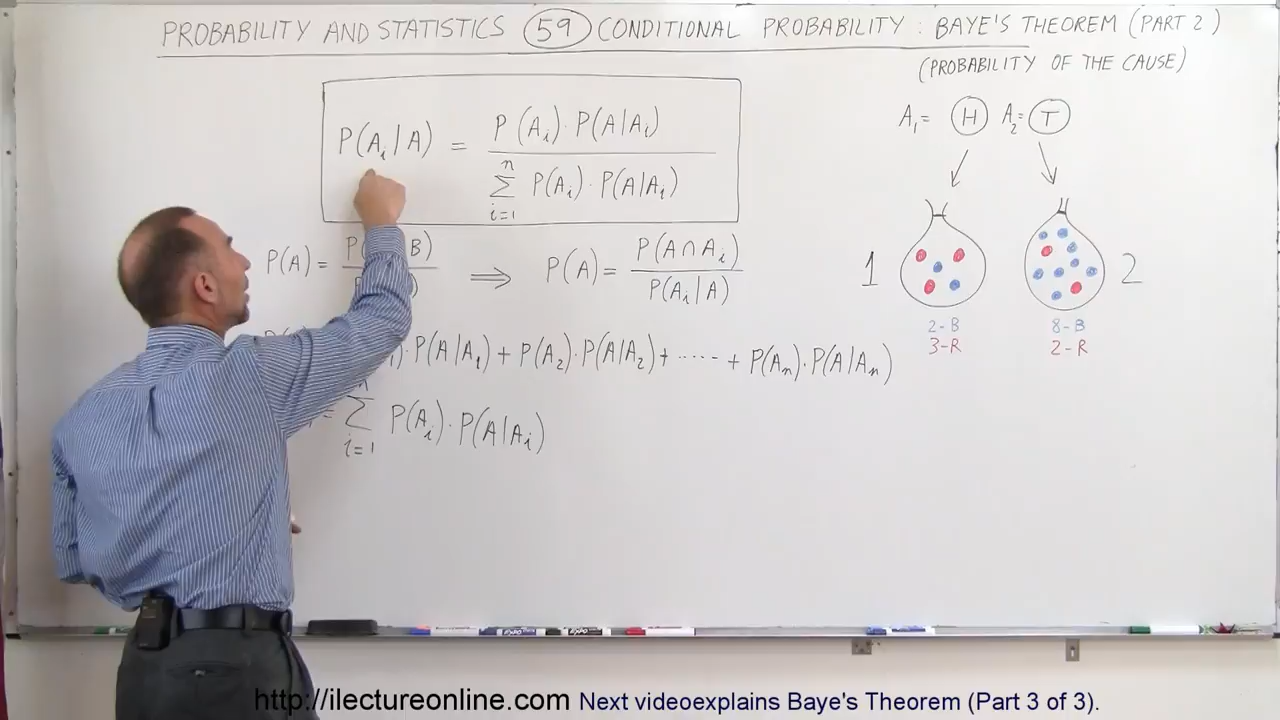 PROBABILITY AND STATISTICS 59 CONDITIONAL PROBABILITY : BAYE'S THEOREM (PART 2)
(PROBABILITY OF THE CAUSE)
P(Aᵢ|A) = P(Aᵢ)·P(A|Aᵢ)
n
∑ P(Aᵢ)·P(A|Aᵢ)
i=1
A₁= H A₂= T
P(A) = P( B)
⟹ P(A) = P(A∩Aᵢ)
P(Aᵢ|A)
1 2
2-B 8-B
3-R 2-R
·P(A|A₁) + P(A₂)·P(A|A₂) + ····· + P(Aₙ)·P(A|Aₙ)
= ∑ P(Aᵢ)·P(A|Aᵢ)
i=1
EXPO EXPO
http://ilectureonline.com Next videoexplains Baye's Theorem (Part 3 of 3).